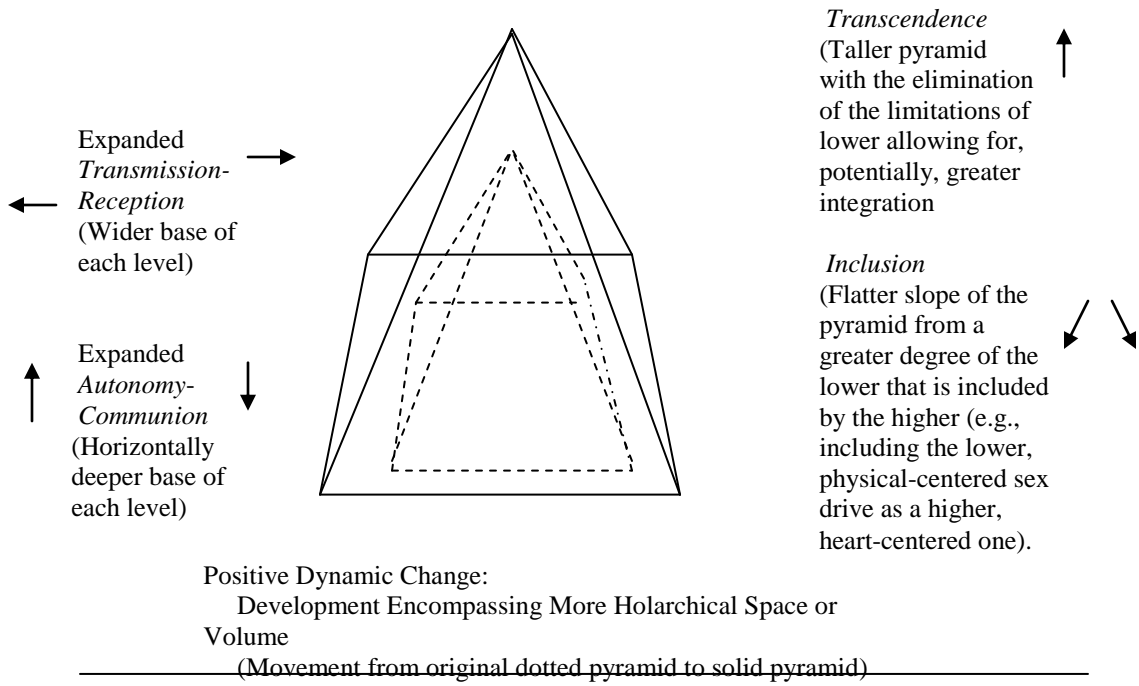 Expanded
Transmission-
Reception
(Wider base of
each level)
Expanded
Autonomy-
Communion
(Horizontally
deeper base of
each level)
Transcendence
(Taller pyramid
with the elimination
of the limitations of
lower allowing for,
potentially, greater
integration
Inclusion
(Flatter slope of the
pyramid from a
greater degree of the
lower that is included
by the higher (e.g.,
including the lower,
physical-centered sex
drive as a higher,
heart-centered one).
Positive Dynamic Change:
Development Encompassing More Holarchical Space or
Volume
(Movement from original dotted pyramid to solid pyramid)